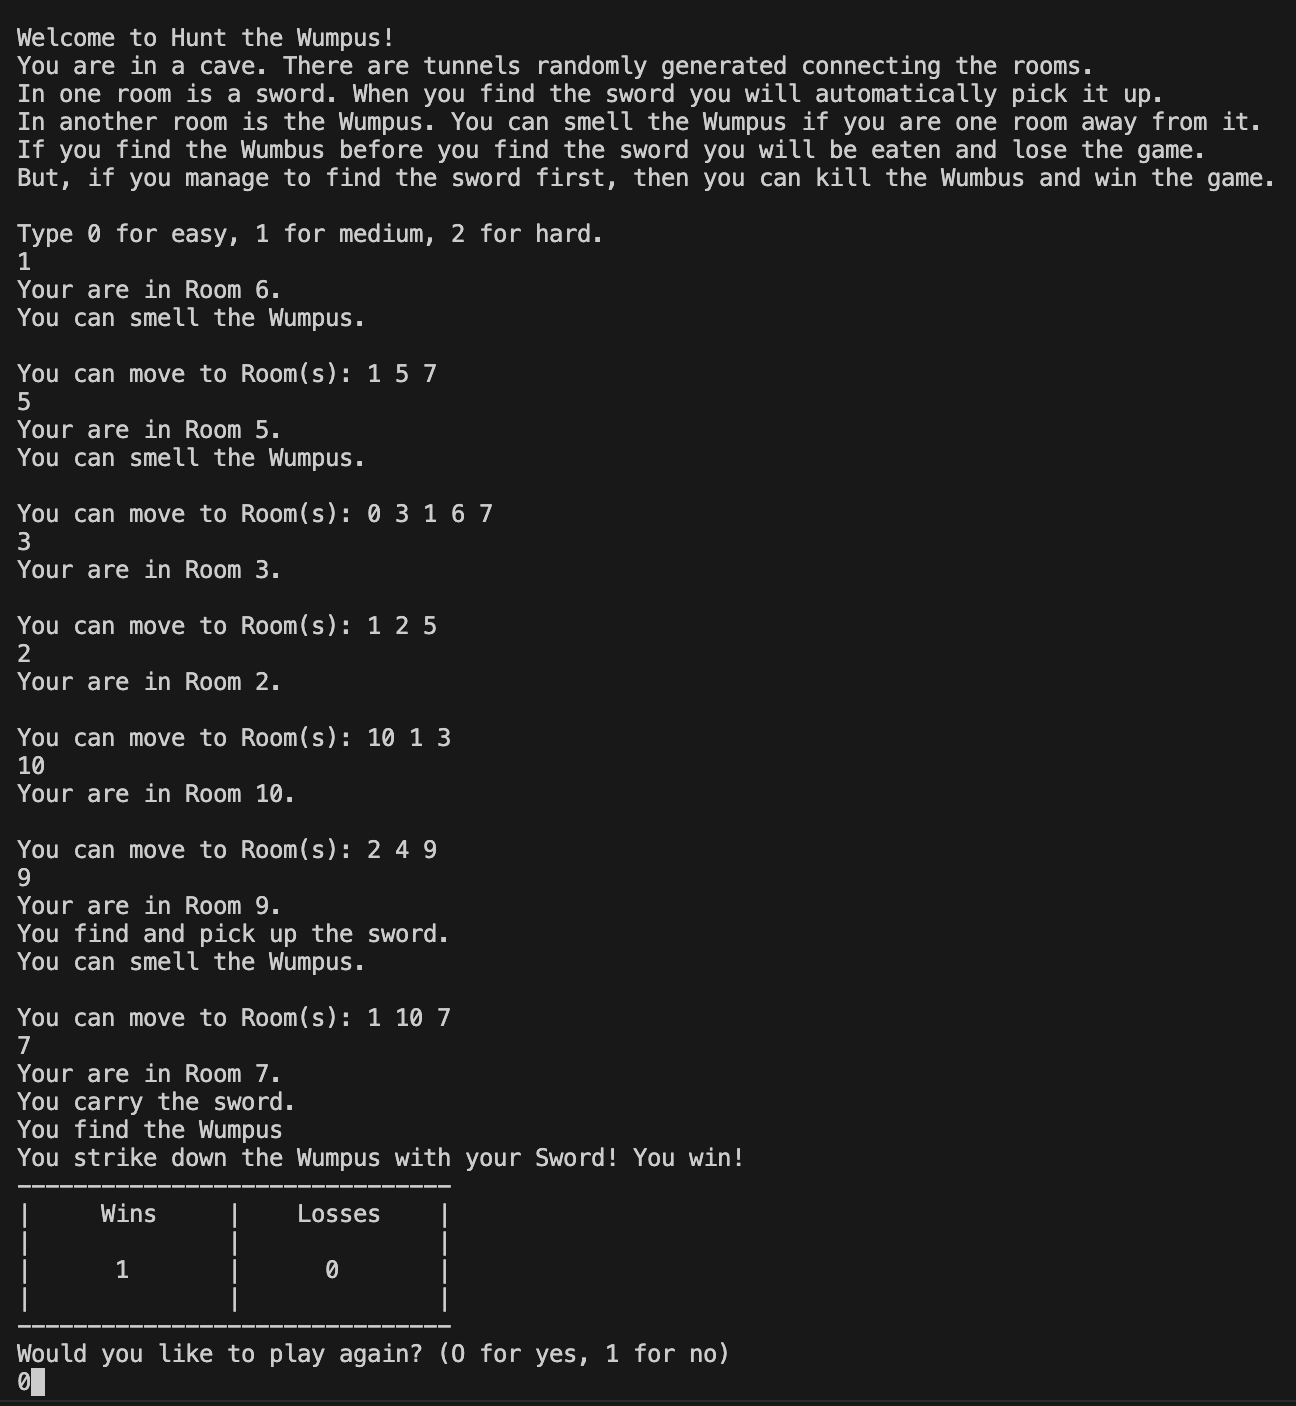 Welcome to Hunt the Wumpus!
You are in a cave. There are tunnels randomly generated connecting the rooms.
In one room is a sword. When you find the sword you will automatically pick it up.
In another room is the Wumpus. You can smell the Wumpus if you are one room away from it.
If you find the Wumbus before you find the sword you will be eaten and lose the game.
But, if you manage to find the sword first, then you can kill the Wumbus and win the game.

Type 0 for easy, 1 for medium, 2 for hard.
1
Your are in Room 6.
You can smell the Wumpus.

You can move to Room(s): 1 5 7
5
Your are in Room 5.
You can smell the Wumpus.

You can move to Room(s): 0 3 1 6 7
3
Your are in Room 3.

You can move to Room(s): 1 2 5
2
Your are in Room 2.

You can move to Room(s): 10 1 3
10
Your are in Room 10.

You can move to Room(s): 2 4 9
9
Your are in Room 9.
You find and pick up the sword.
You can smell the Wumpus.

You can move to Room(s): 1 10 7
7
Your are in Room 7.
You carry the sword.
You find the Wumpus
You strike down the Wumpus with your Sword! You win!
-------------------------------
|     Wins     |    Losses    |
|              |              |
|      1       |      0       |
|              |              |
-------------------------------
Would you like to play again? (O for yes, 1 for no)
0